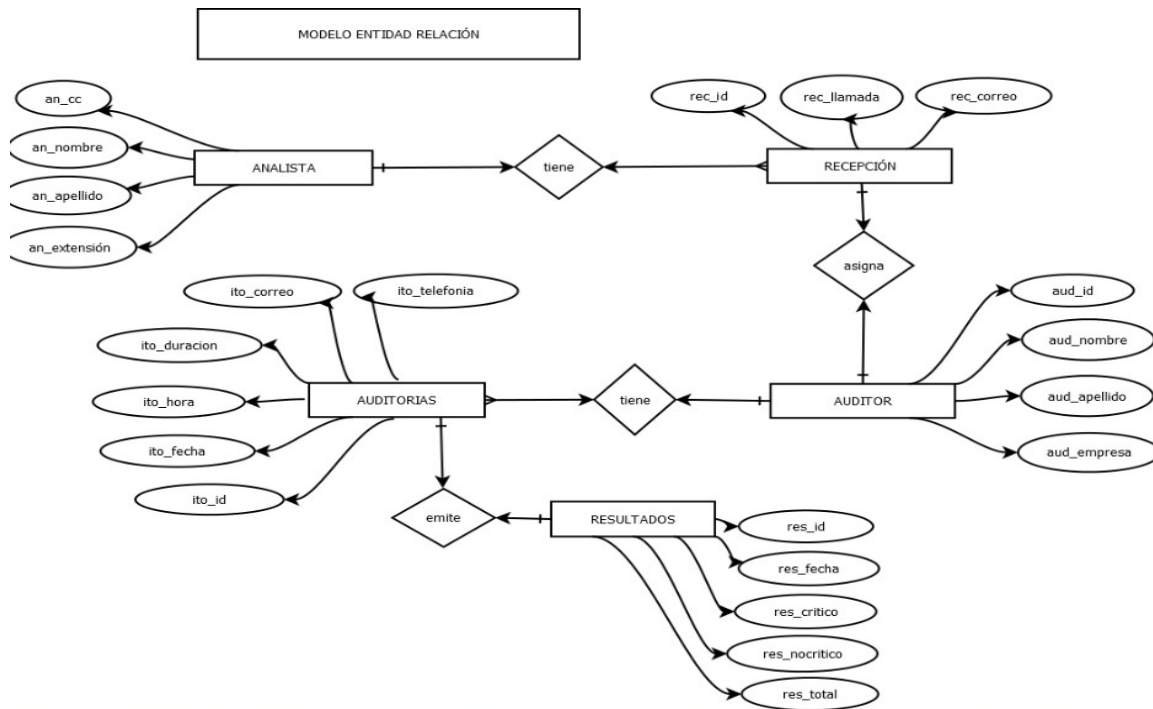 MODELO ENTIDAD RELACIÓN
an_cc
an_nombre
an_apellido
an_extensión
ANALISTA
tiene
rec_id
rec_llamada
rec_correo
RECEPCIÓN
asigna
ito_correo
ito_telefonia
ito_duracion
ito_hora
ito_fecha
ito_id
AUDITORIAS
tiene
AUDITOR
aud_id
aud_nombre
aud_apellido
aud_empresa
emite
RESULTADOS
res_id
res_fecha
res_critico
res_nocritico
res_total